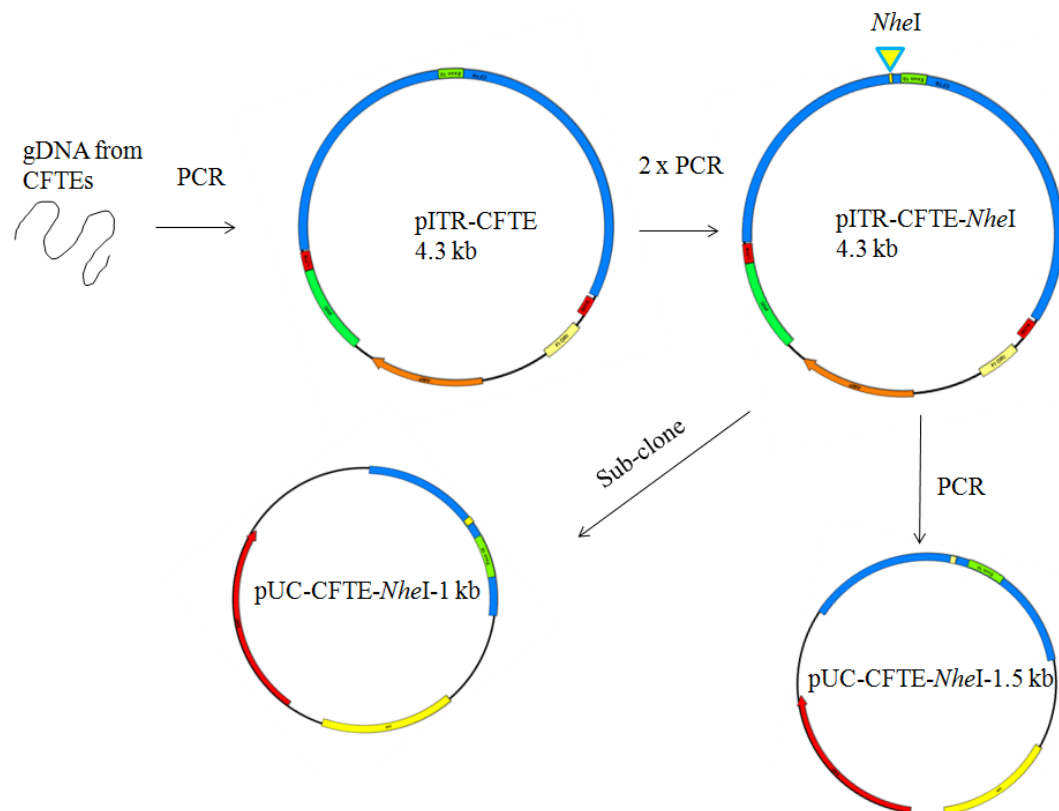 NheI
gDNA from
CFTEs
PCR
pITR-CFTE
4.3 kb
2 x PCR
pITR-CFTE-NheI
4.3 kb
Sub-clone
PCR
pUC-CFTE-NheI-1 kb
pUC-CFTE-NheI-1.5 kb